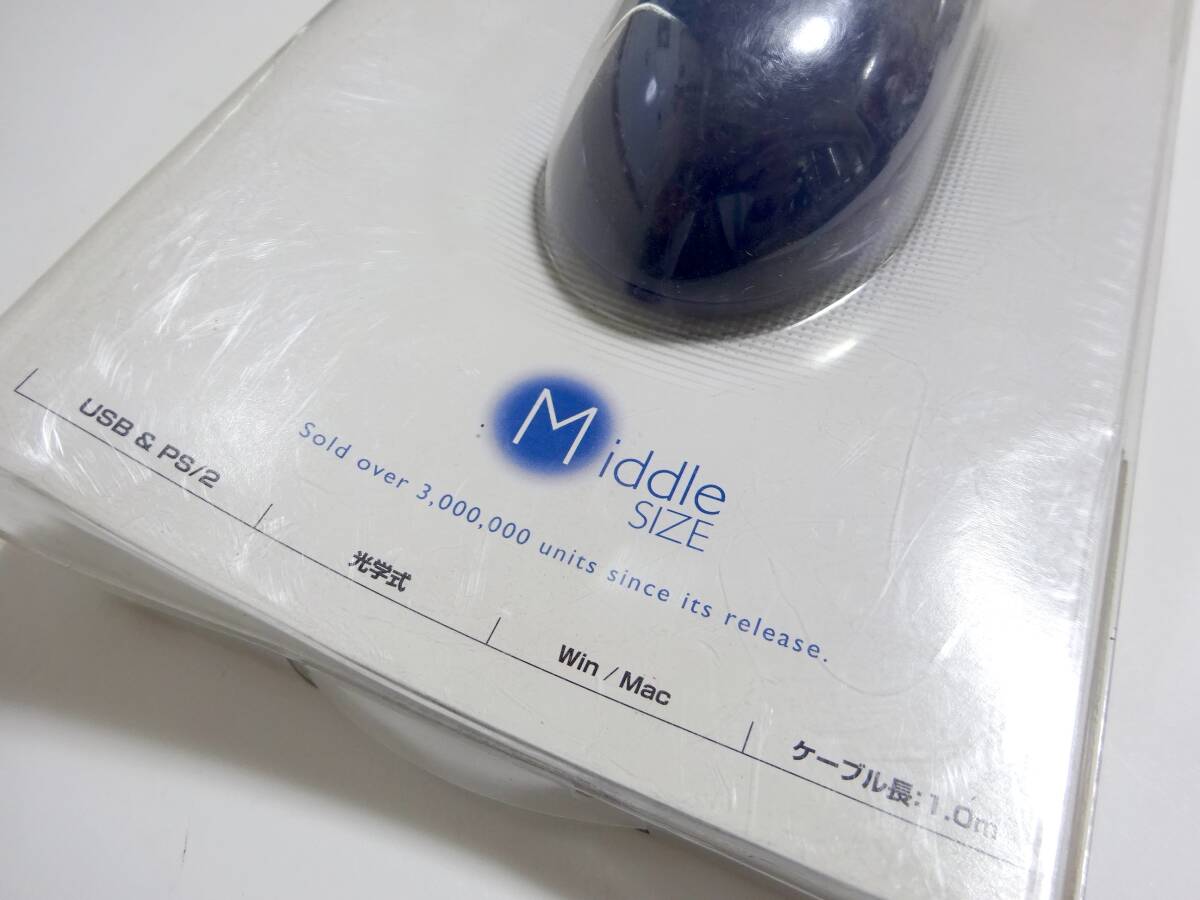 Middle
SIZE
Sold over 3,000,000 units since its release.
USB & PS/2
光学式
Win / Mac
ケーブル長:1.0m